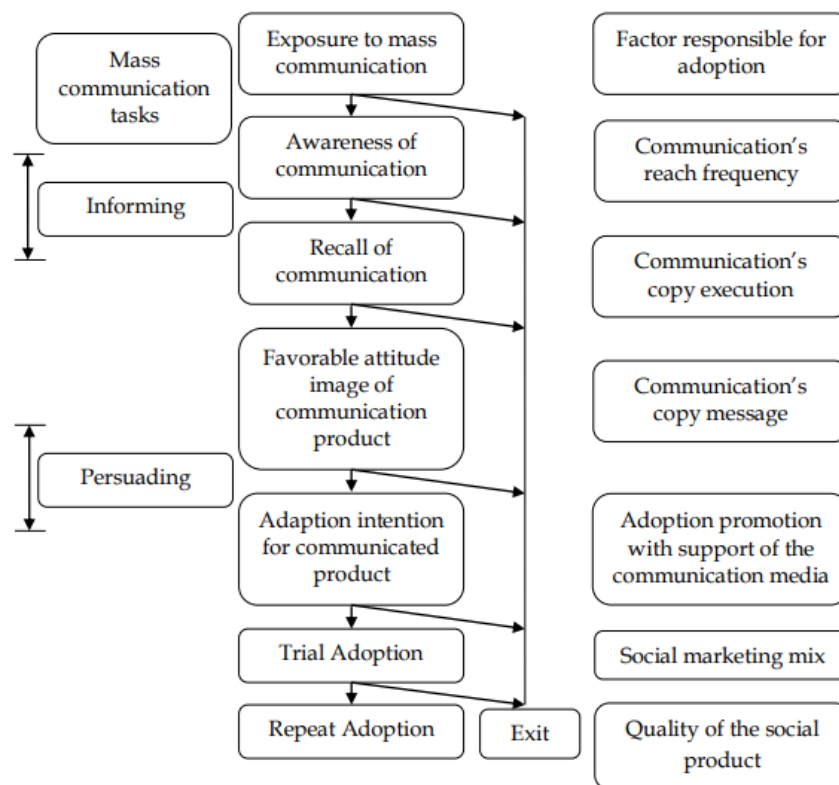 Mass
communication
tasks
Exposure to mass
communication
Factor responsible for
adoption
Awareness of
communication
Communication's
reach frequency
Informing
Recall of
communication
Communication's
copy execution
Favorable attitude
image of
communication
product
Communication's
copy message
Persuading
Adaption intention
for communicated
product
Adoption promotion
with support of the
communication media
Trial Adoption
Social marketing mix
Repeat Adoption
Exit
Quality of the social
product